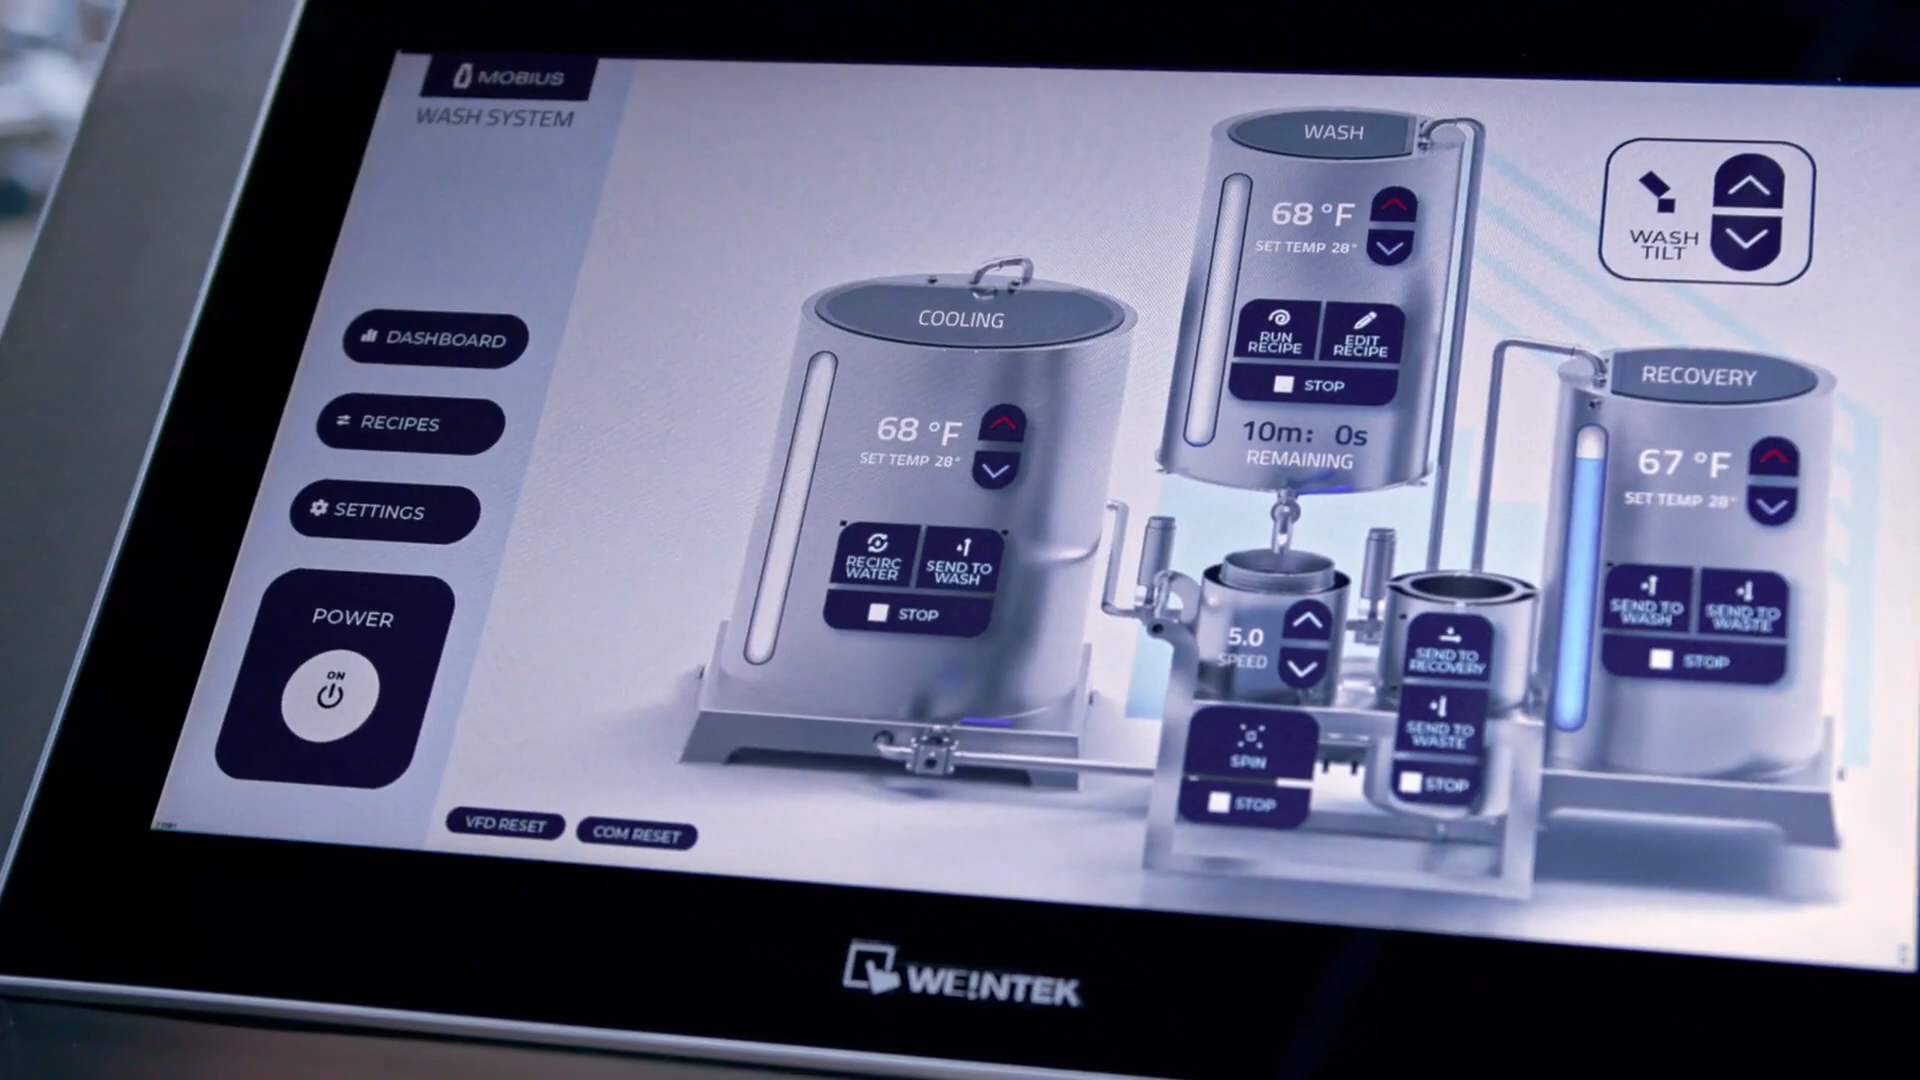 MOBIUS
WASH SYSTEM
DASHBOARD
RECIPES
SETTINGS
POWER
ON
VFD RESET
COM RESET
COOLING
68 °F
SET TEMP 28°
RECIRC
WATER
SEND TO
WASH
STOP
WASH
68 °F
SET TEMP 28°
RUN
RECIPE
EDIT
RECIPE
STOP
10m: 0s
REMAINING
5.0
SPEED
SPIN
STOP
SEND TO
RECOVERY
SEND TO
WASTE
STOP
WASH
TILT
RECOVERY
67 °F
SET TEMP 28°
SEND TO
WASH
SEND TO
WASTE
STOP
WE!NTEK